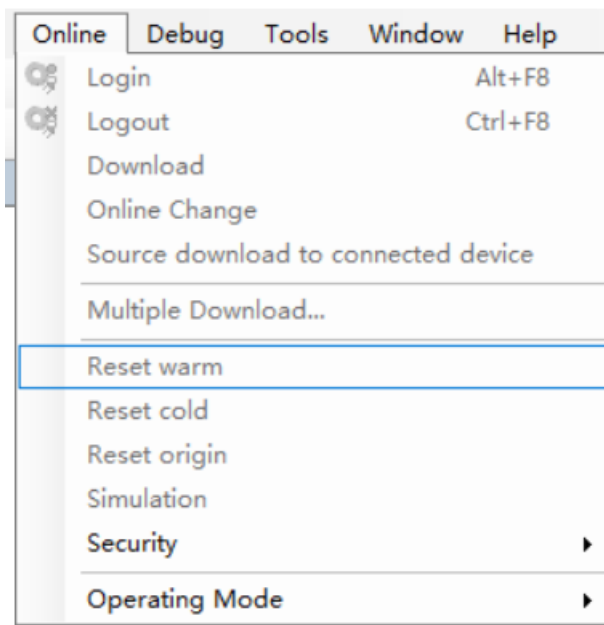 Online Debug Tools Window Help
Login Alt+F8
Logout Ctrl+F8
Download
Online Change
Source download to connected device
Multiple Download...
Reset warm
Reset cold
Reset origin
Simulation
Security
Operating Mode